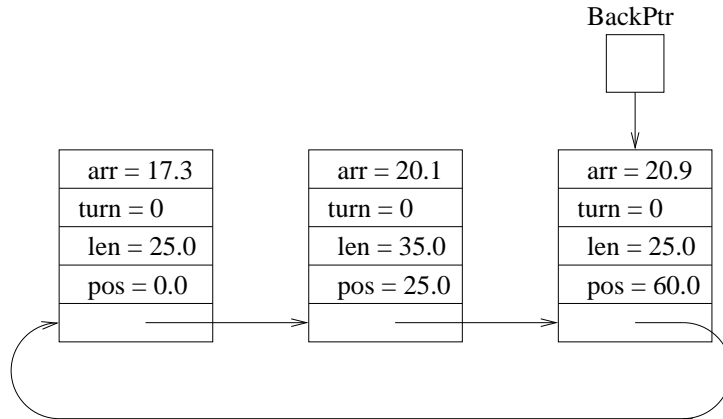 BackPtr
arr = 17.3
turn = 0
len = 25.0
pos = 0.0
arr = 20.1
turn = 0
len = 35.0
pos = 25.0
arr = 20.9
turn = 0
len = 25.0
pos = 60.0